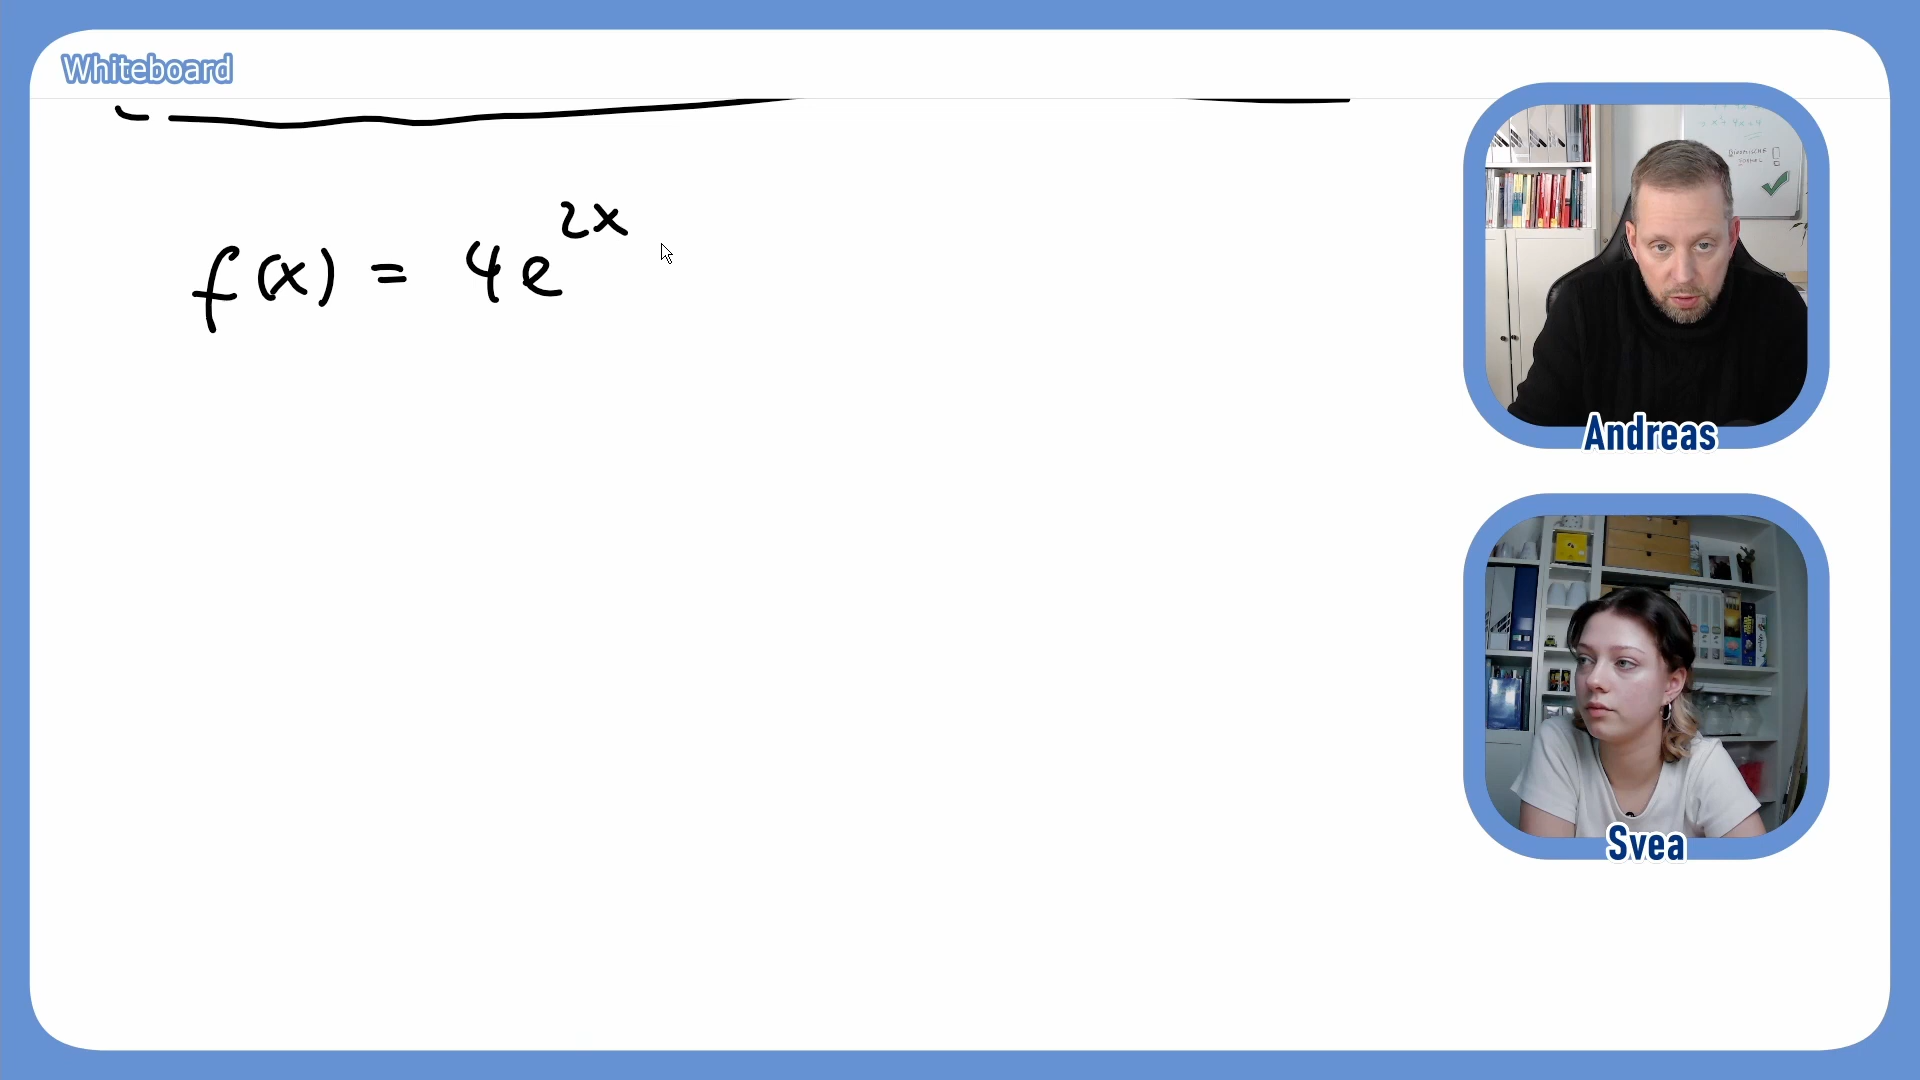 Whiteboard
f(x) = 4e^{2x}
Andreas
Svea